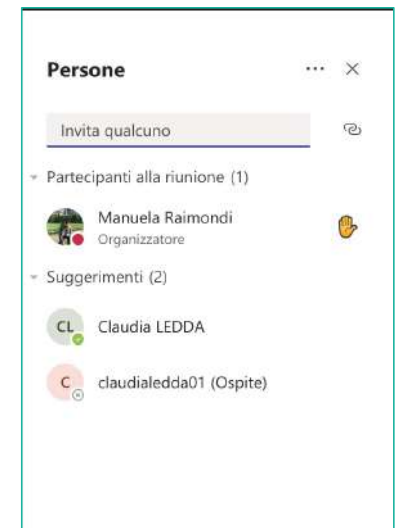 Persone
Invita qualcuno
Partecipanti alla riunione (1)
Manuela Raimondi
Organizzatore
Suggerimenti (2)
CL
Claudia LEDDA
C
claudialedda01 (Ospite)